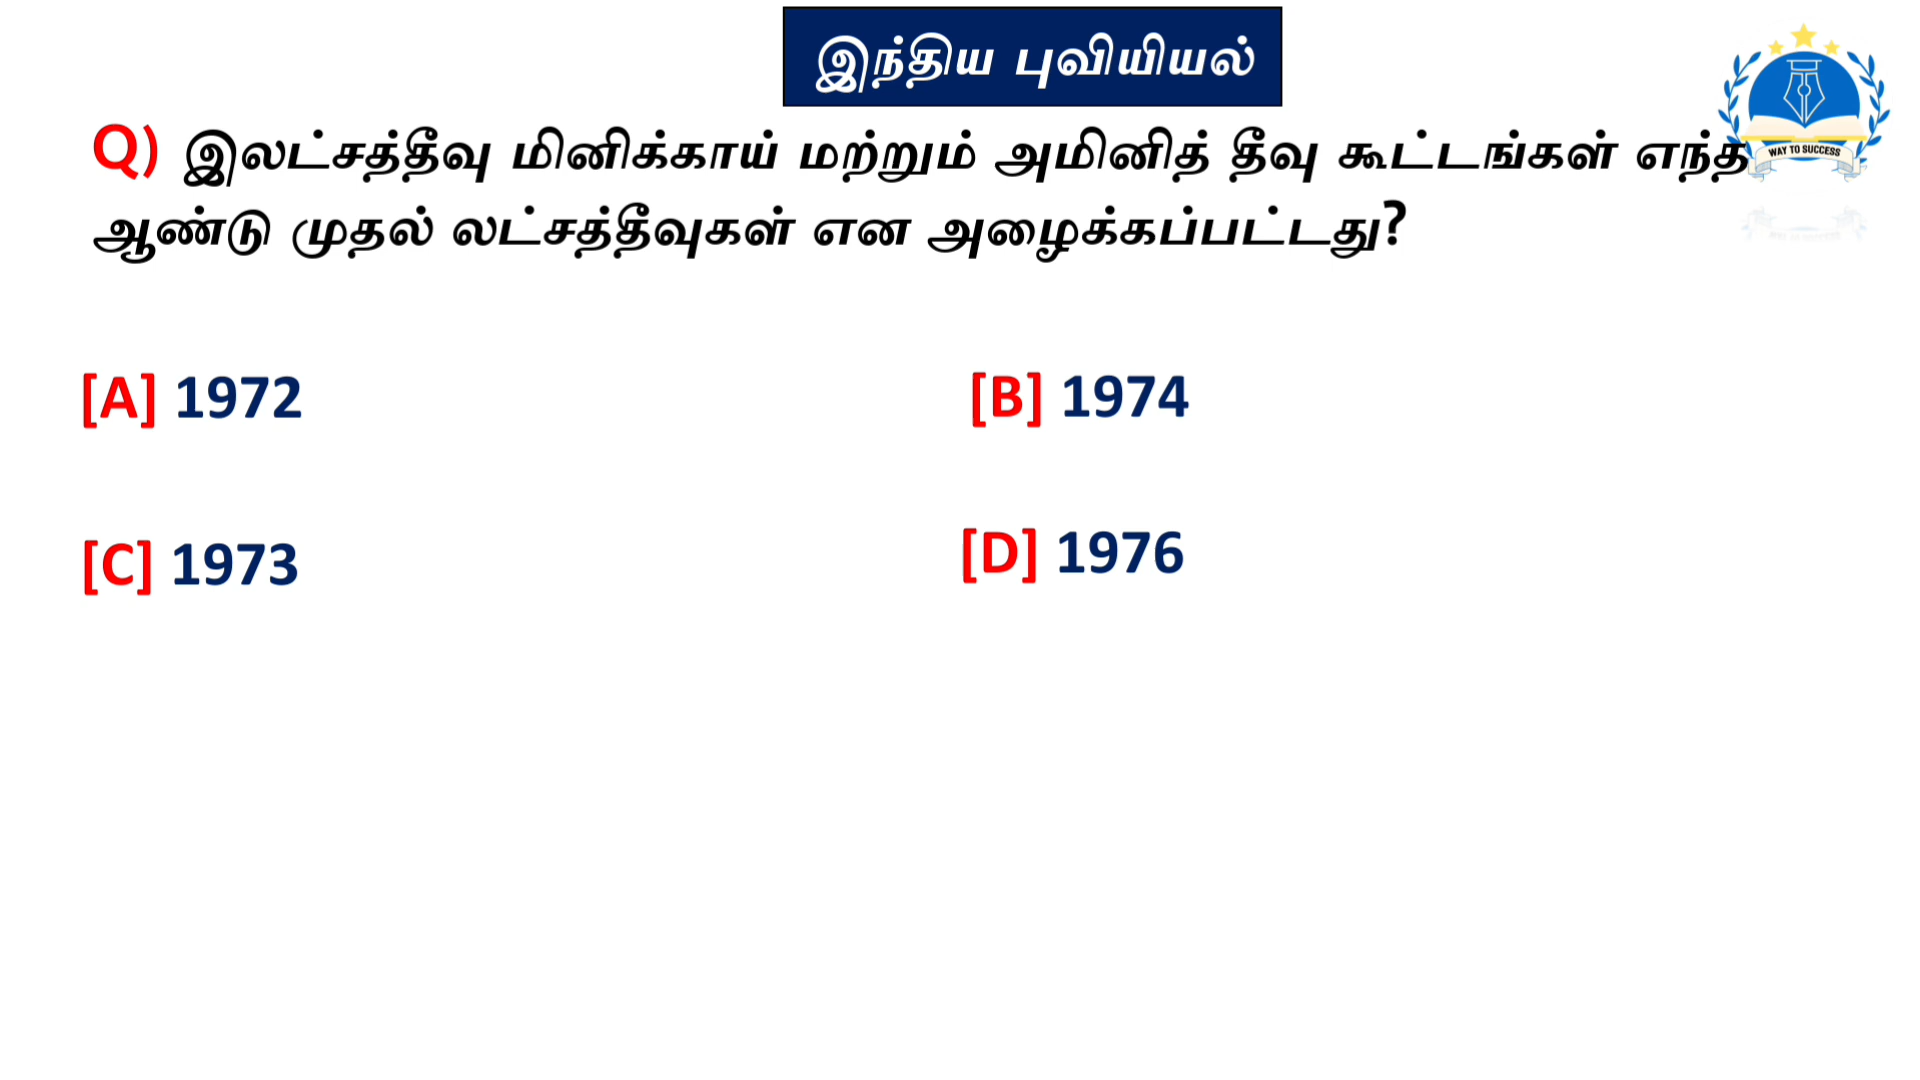 இந்திய புவியியல்
Q) இலட்சத்தீவு மினிக்காய் மற்றும் அமினித் தீவு கூட்டங்கள் எந்த
ஆண்டு முதல் லட்சத்தீவுகள் என அழைக்கப்பட்டது?
WAY TO SUCCESS
[A] 1972
[B] 1974
[C] 1973
[D] 1976